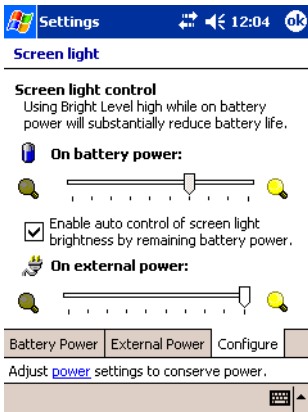 Settings 12:04 ok
Screen light
Screen light control
Using Bright Level high while on battery
power will substantially reduce battery life.
On battery power:
Enable auto control of screen light
brightness by remaining battery power.
On external power:
Battery Power External Power Configure
Adjust power settings to conserve power.